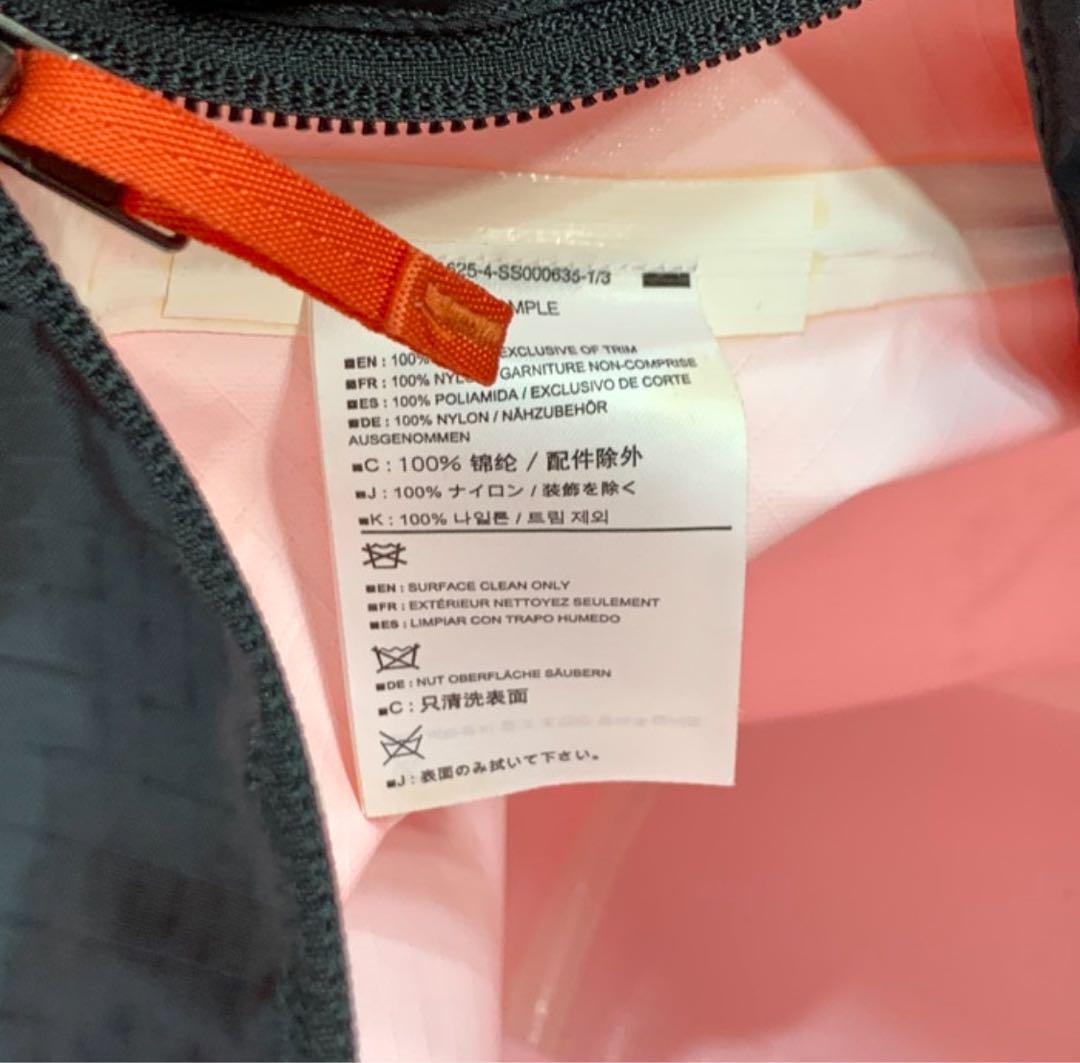 625-4-SS000635-1/3
MPLE
EN : 100% EXCLUSIVE OF TRIM
FR : 100% GARNITURE NON-COMPRISE
ES : 100% POLIAMIDA / EXCLUSIVO DE CORTE
DE : 100% NYLON / NÄHZUBEHÖR
AUSGENOMMEN
C : 100% 锦纶 / 配件除外
J : 100% ナイロン / 装飾を除く
K : 100% 나일론 / 트림 제외
EN : SURFACE CLEAN ONLY
FR : EXTÉRIEUR NETTOYEZ SEULEMENT
ES : LIMPIAR CON TRAPO HUMEDO
DE : NUT OBERFLÄCHE SÄUBERN
C : 只清洗表面
J : 表面のみ拭いて下さい。